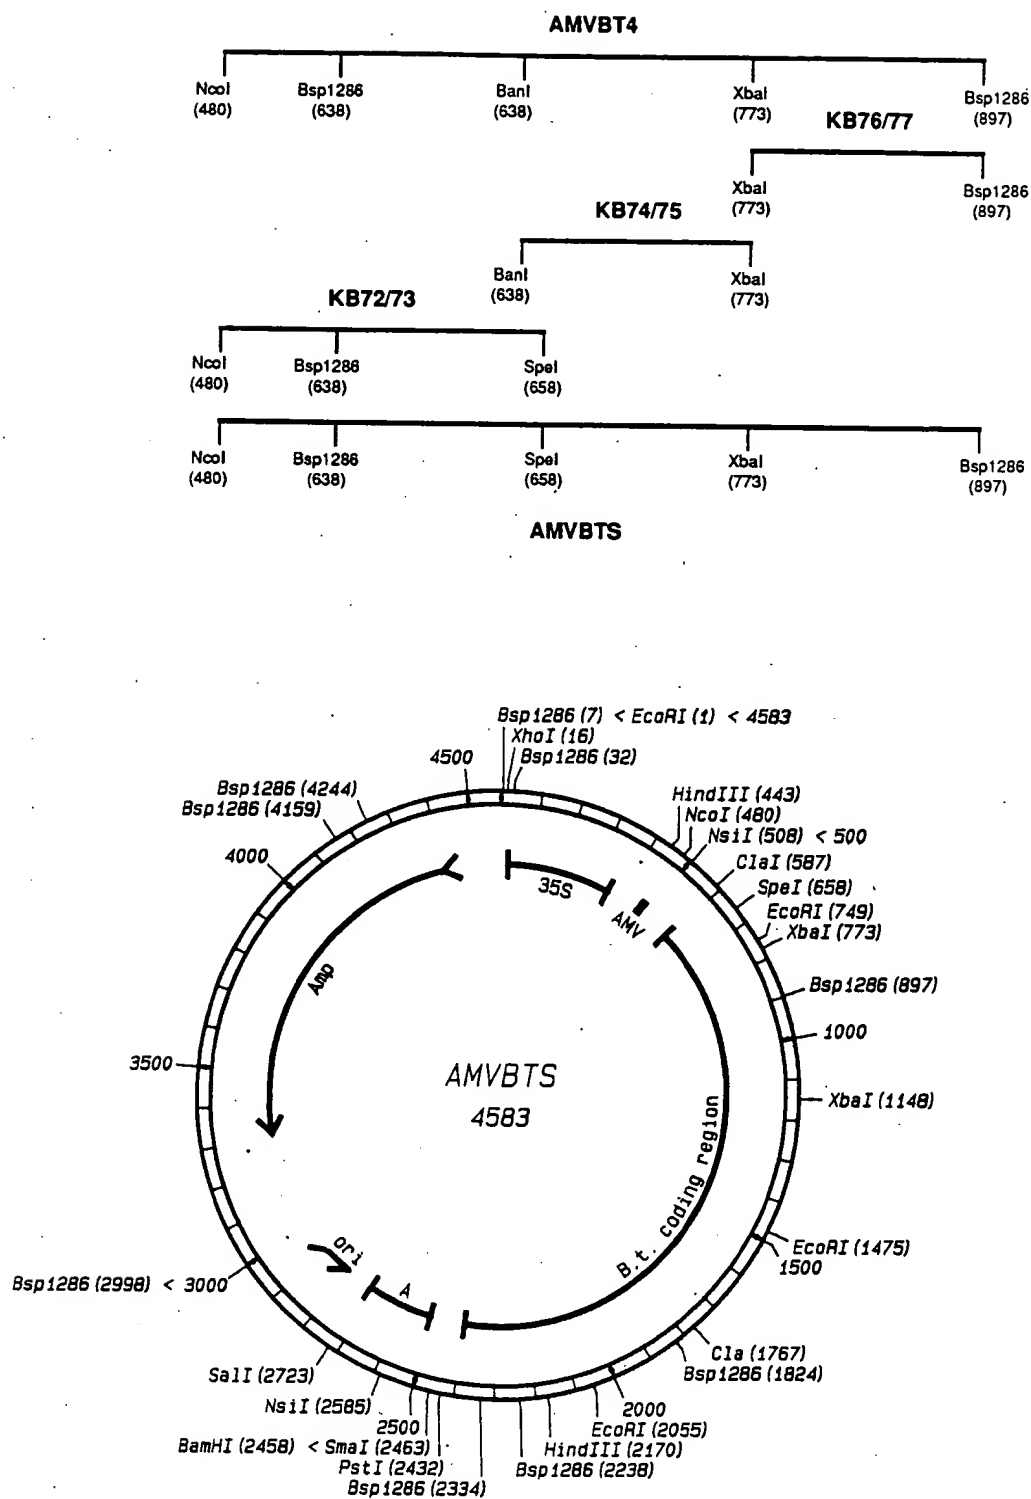 AMVBT4
NcoI
(480)
Bsp1286
(638)
BanI
(638)
XbaI
(773)
Bsp1286
(897)
KB76/77
XbaI
(773)
Bsp1286
(897)
KB74/75
BanI
(638)
XbaI
(773)
KB72/73
NcoI
(480)
Bsp1286
(638)
SpeI
(658)
NcoI
(480)
Bsp1286
(638)
SpeI
(658)
XbaI
(773)
Bsp1286
(897)
AMVBTS
Bsp1286 (7) < EcoRI (1) < 4583
XhoI (16)
Bsp1286 (32)
4500
Bsp1286 (4244)
Bsp1286 (4159)
4000
HindIII (443)
NcoI (480)
NsiI (508) < 500
ClaI (587)
SpeI (658)
EcoRI (749)
XbaI (773)
Bsp1286 (897)
1000
XbaI (1148)
35S
AMV
Amp
3500
AMVBTS
4583
B.t. coding region
EcoRI (1475)
1500
ori
A
Bsp1286 (2998) < 3000
Cla (1767)
Bsp1286 (1824)
SalI (2723)
NsiI (2585)
2500
2000
EcoRI (2055)
BamHI (2458) < SmaI (2463)
HindIII (2170)
PstI (2432)
Bsp1286 (2238)
Bsp1286 (2334)